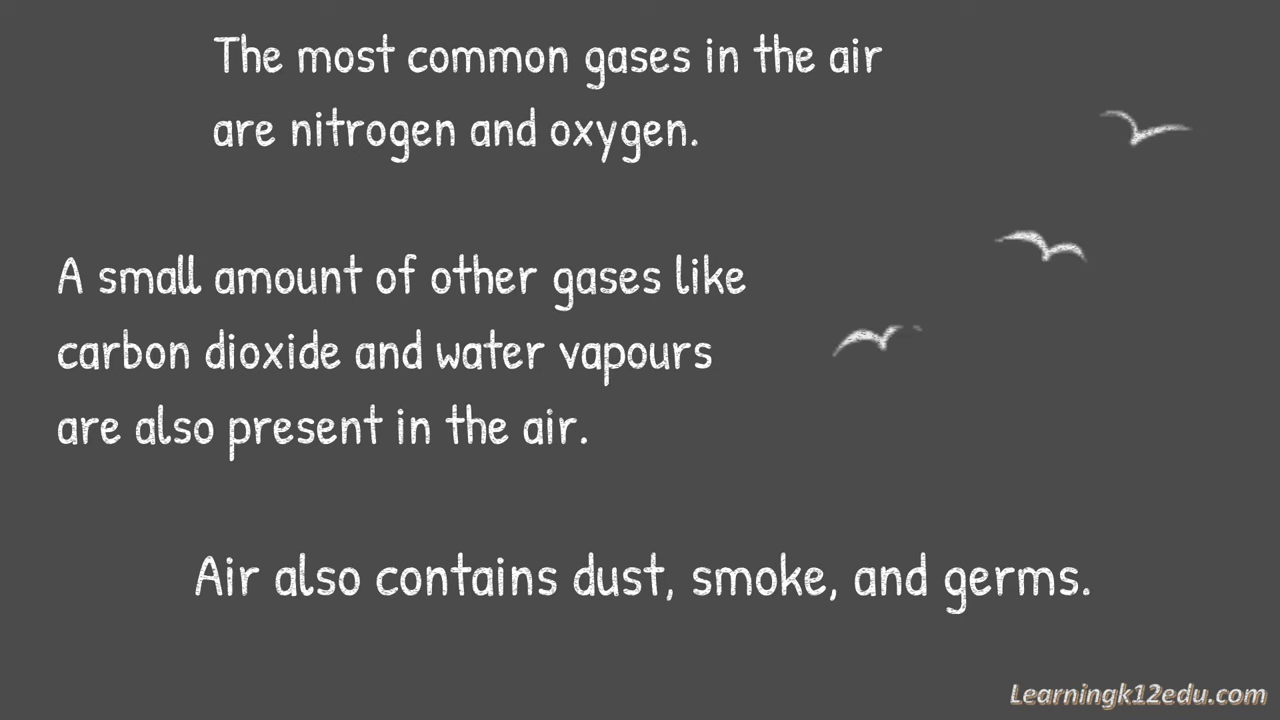 The most common gases in the air
are nitrogen and oxygen.
A small amount of other gases like
carbon dioxide and water vapours
are also present in the air.
Air also contains dust, smoke, and germs.
Learningk12edu.com